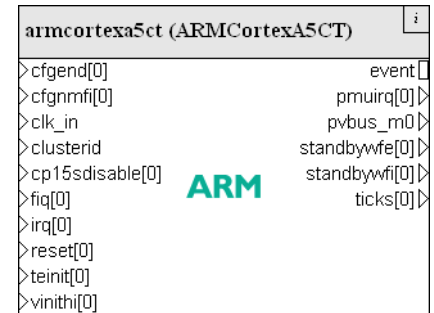 armcortexa5ct (ARMCortexA5CT)
i
cfgend[0]
cfgnmfi[0]
clk_in
clusterid
cp15sdisable[0]
fiq[0]
irq[0]
reset[0]
teinit[0]
vinithi[0]
ARM
event
pmuirq[0]
pvbus_m0
standbywfe[0]
standbywfi[0]
ticks[0]